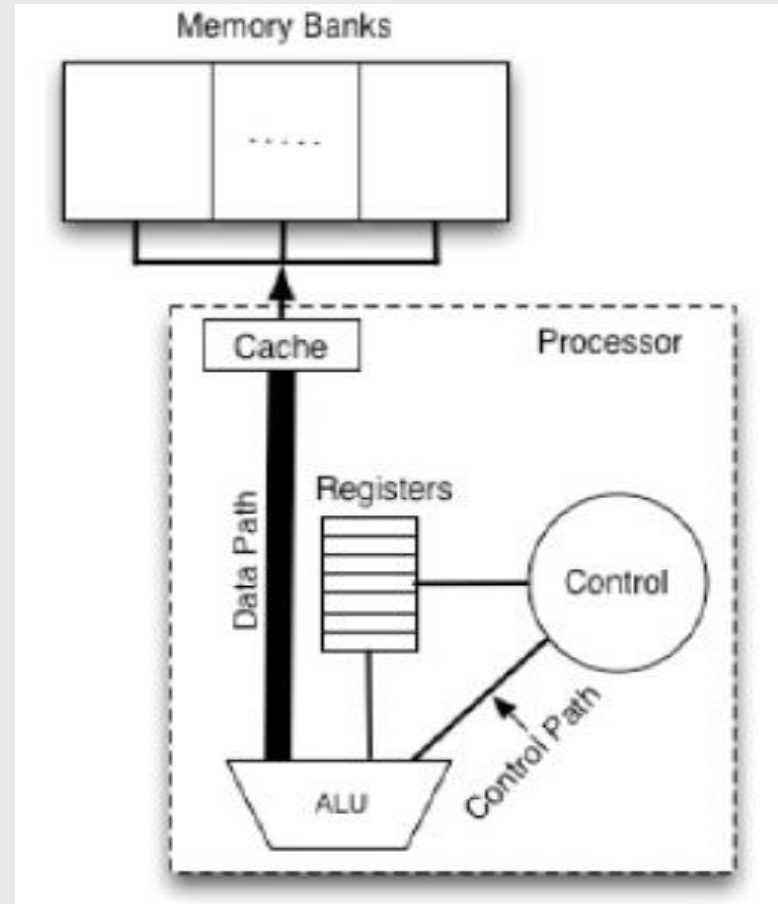 Memory Banks
- - - - -
Cache
Processor
Registers
Data Path
Control
Control Path
ALU